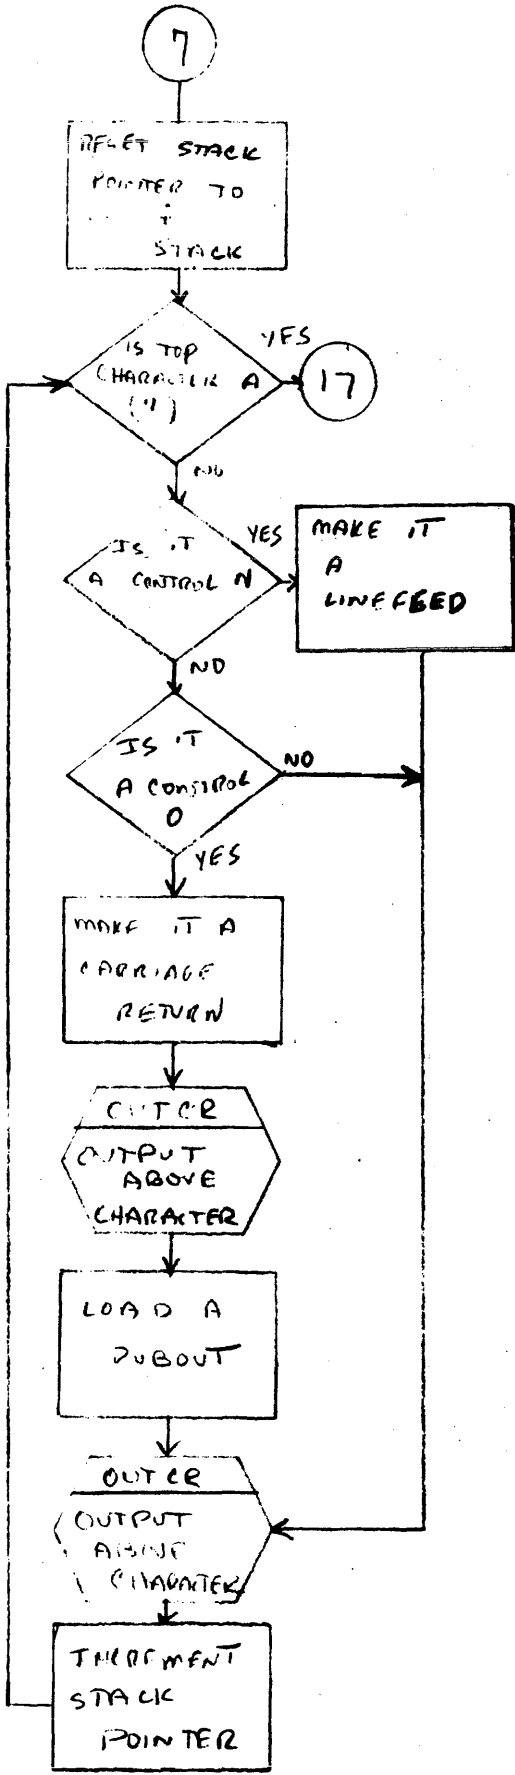 7
RESET STACK
POINTER TO
STACK
IS TOP
CHARACTER A
YES
17
NO
IS IT
A CONTROL N
YES
MAKE IT
A
LINEFEED
NO
IS IT
A CONTROL
O
NO
YES
MAKE IT A
CARRIAGE
RETURN
OUTCR
OUTPUT
ABOVE
CHARACTER
LOAD A
RUBOUT
OUTCR
OUTPUT
ABOVE
CHARACTER
INCREMENT
STACK
POINTER